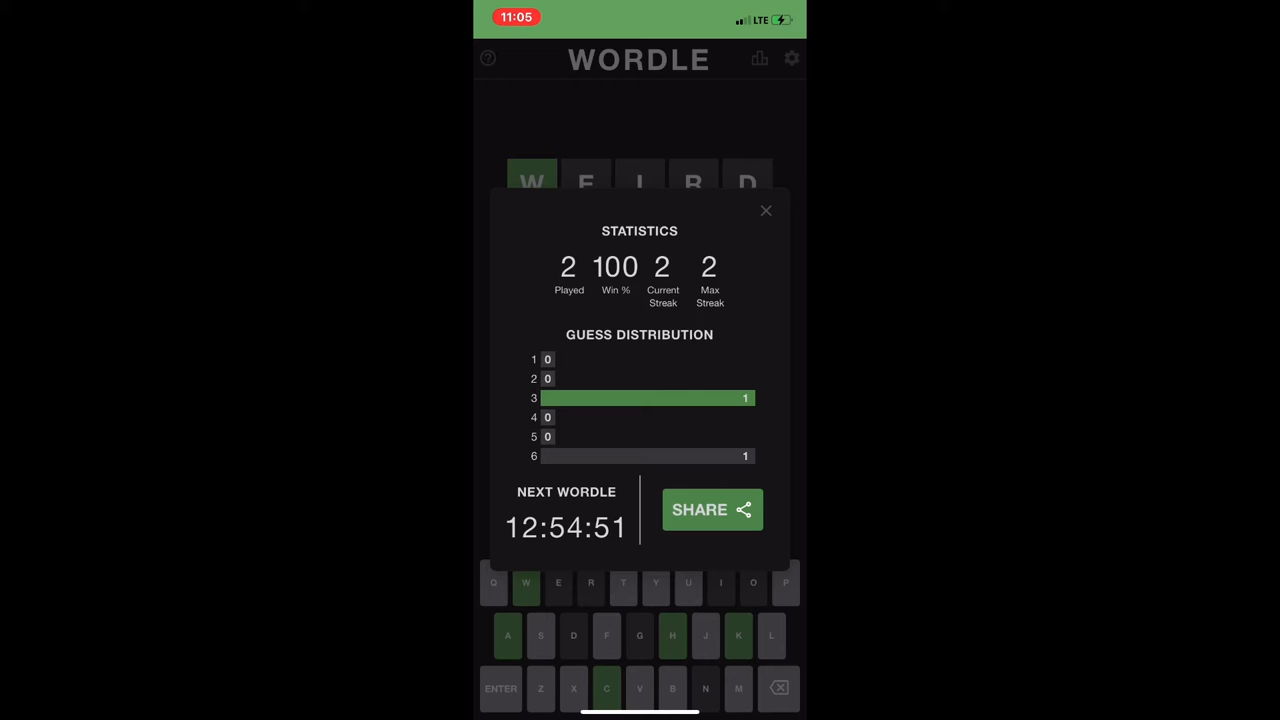 11:05 LTE
? WORDLE
W E I R D
STATISTICS
2 100 2 2
Played Win % Current Streak Max Streak
GUESS DISTRIBUTION
1 0
2 0
3 1
4 0
5 0
6 1
NEXT WORDLE
12:54:51
SHARE
Q W E R T Y U I O P
A S D F G H J K L
ENTER Z X C V B N M